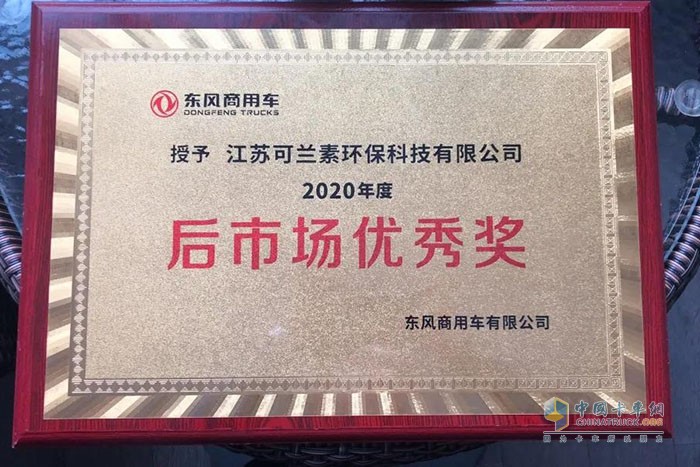 东风商用车
DONGFENG TRUCKS
授予 江苏可兰素环保科技有限公司
2020年度
后市场优秀奖
东风商用车有限公司
中国卡车网
CHINATRUCK.ORG